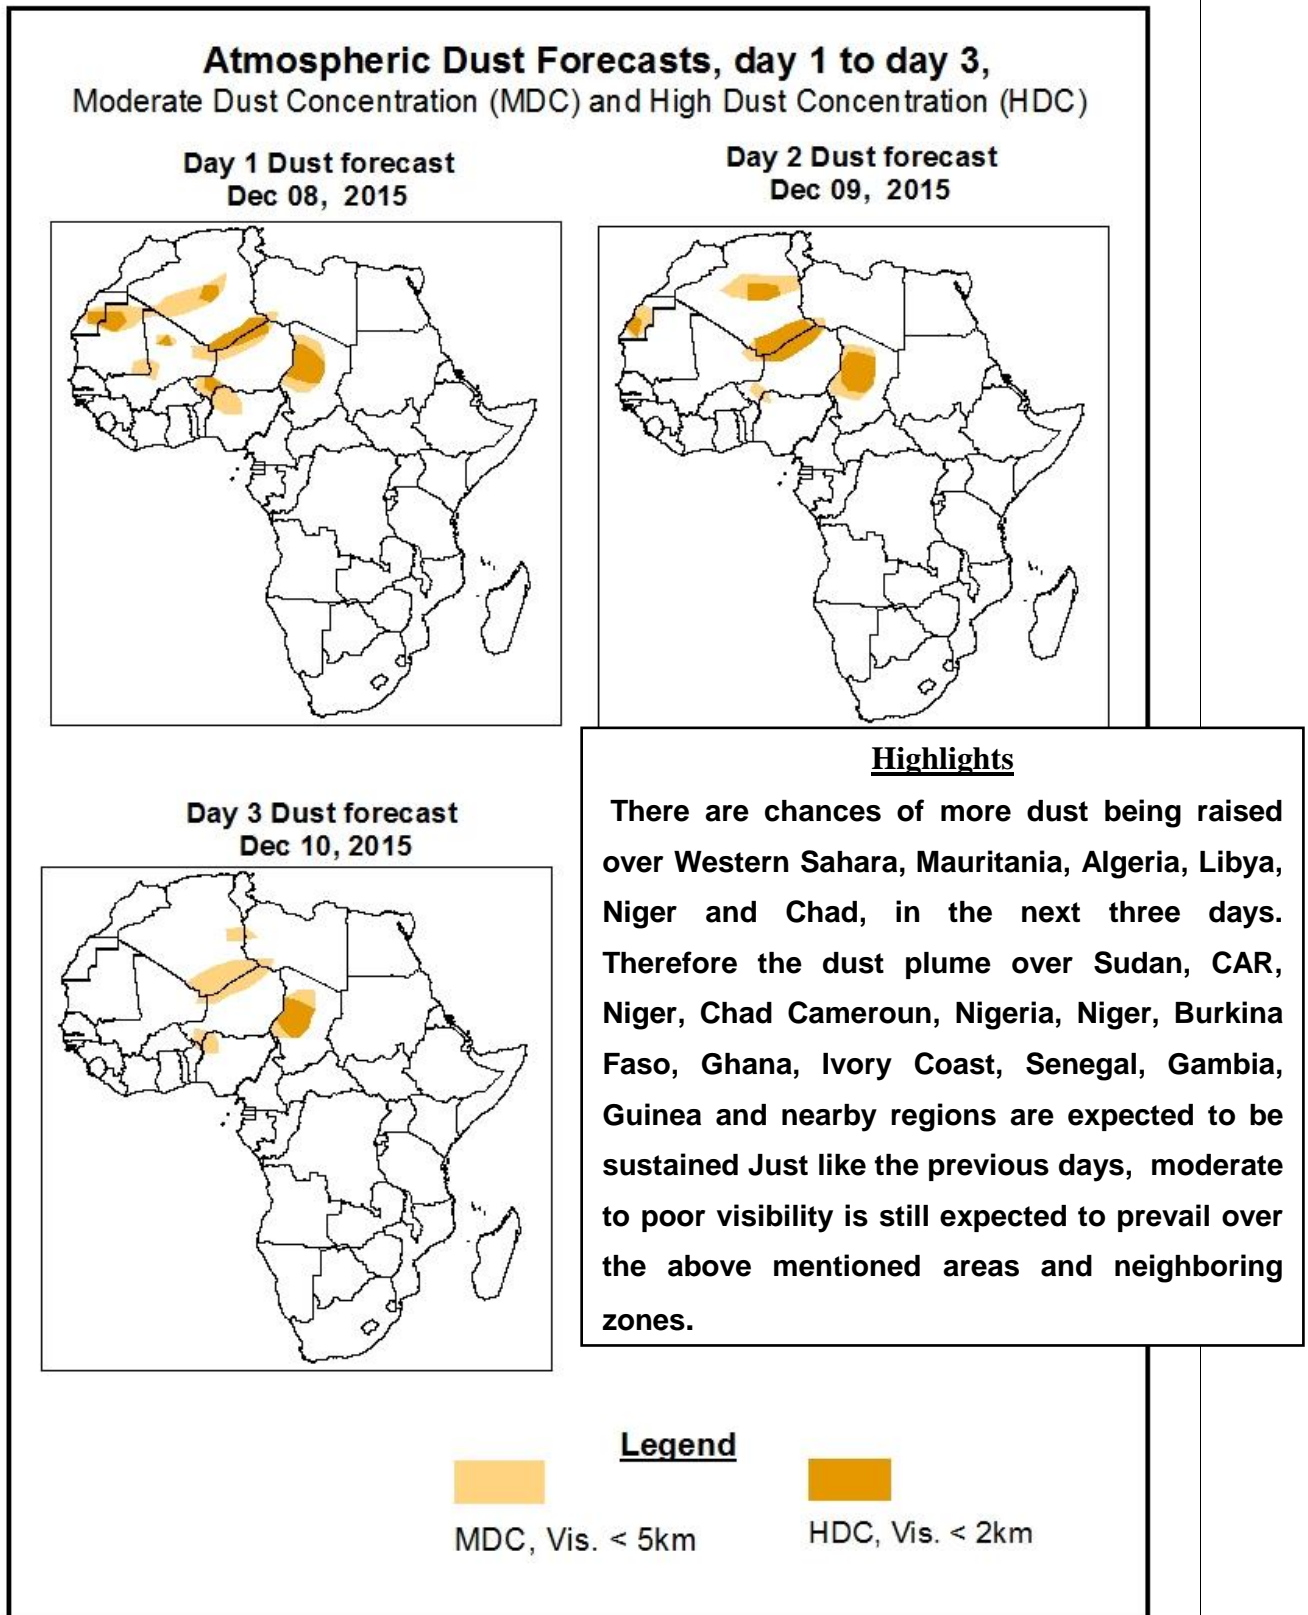 Atmospheric Dust Forecasts, day 1 to day 3,
Moderate Dust Concentration (MDC) and High Dust Concentration (HDC)
Day 1 Dust forecast
Dec 08, 2015
Day 2 Dust forecast
Dec 09, 2015
Day 3 Dust forecast
Dec 10, 2015
Highlights
There are chances of more dust being raised
over Western Sahara, Mauritania, Algeria, Libya,
Niger and Chad, in the next three days.
Therefore the dust plume over Sudan, CAR,
Niger, Chad Cameroun, Nigeria, Niger, Burkina
Faso, Ghana, Ivory Coast, Senegal, Gambia,
Guinea and nearby regions are expected to be
sustained Just like the previous days, moderate
to poor visibility is still expected to prevail over
the above mentioned areas and neighboring
zones.
Legend
MDC, Vis. < 5km
HDC, Vis. < 2km